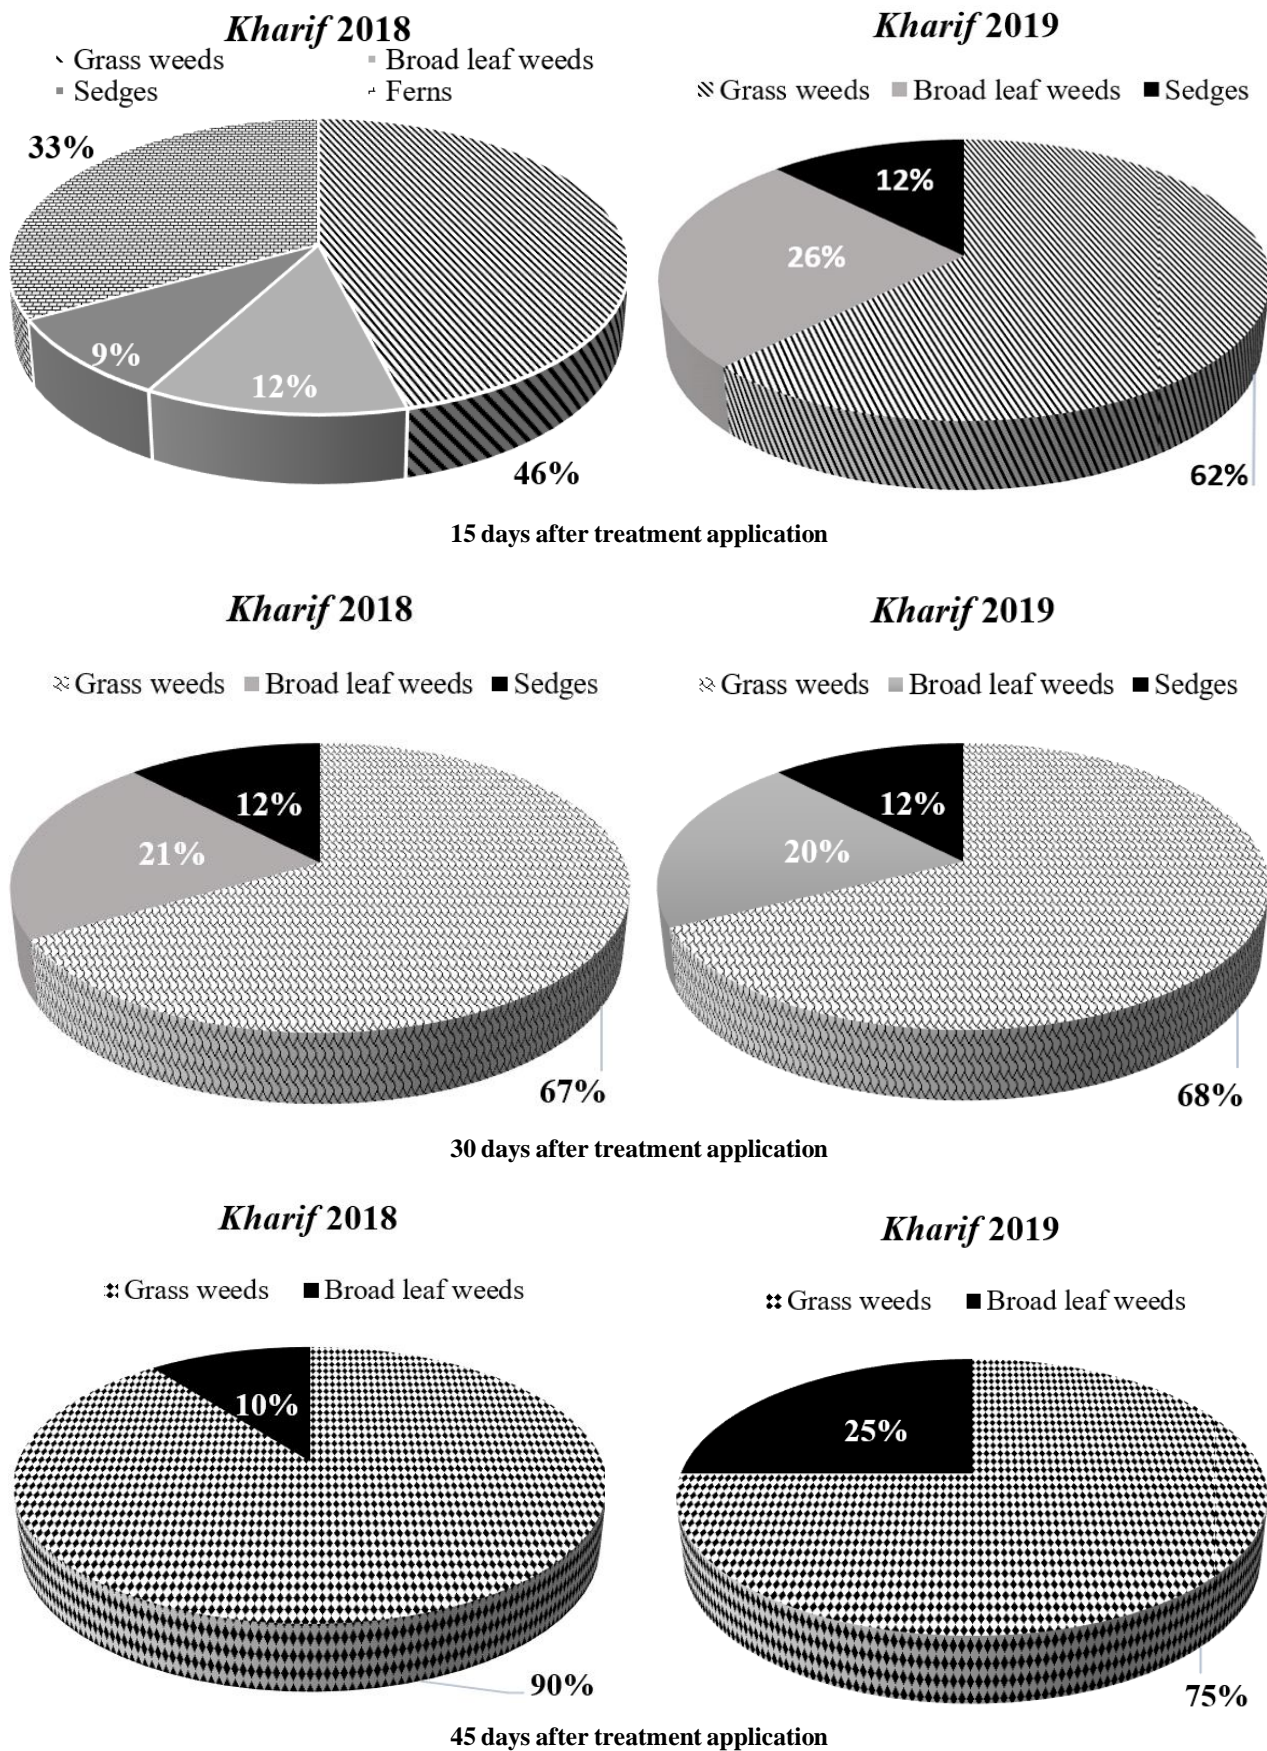 Kharif 2018
Grass weeds Broad leaf weeds
Sedges Ferns
33%
9%
12%
46%
Kharif 2019
Grass weeds Broad leaf weeds Sedges
12%
26%
62%
15 days after treatment application
Kharif 2018
Grass weeds Broad leaf weeds Sedges
12%
21%
67%
Kharif 2019
Grass weeds Broad leaf weeds Sedges
12%
20%
68%
30 days after treatment application
Kharif 2018
Grass weeds Broad leaf weeds
10%
90%
Kharif 2019
Grass weeds Broad leaf weeds
25%
75%
45 days after treatment application